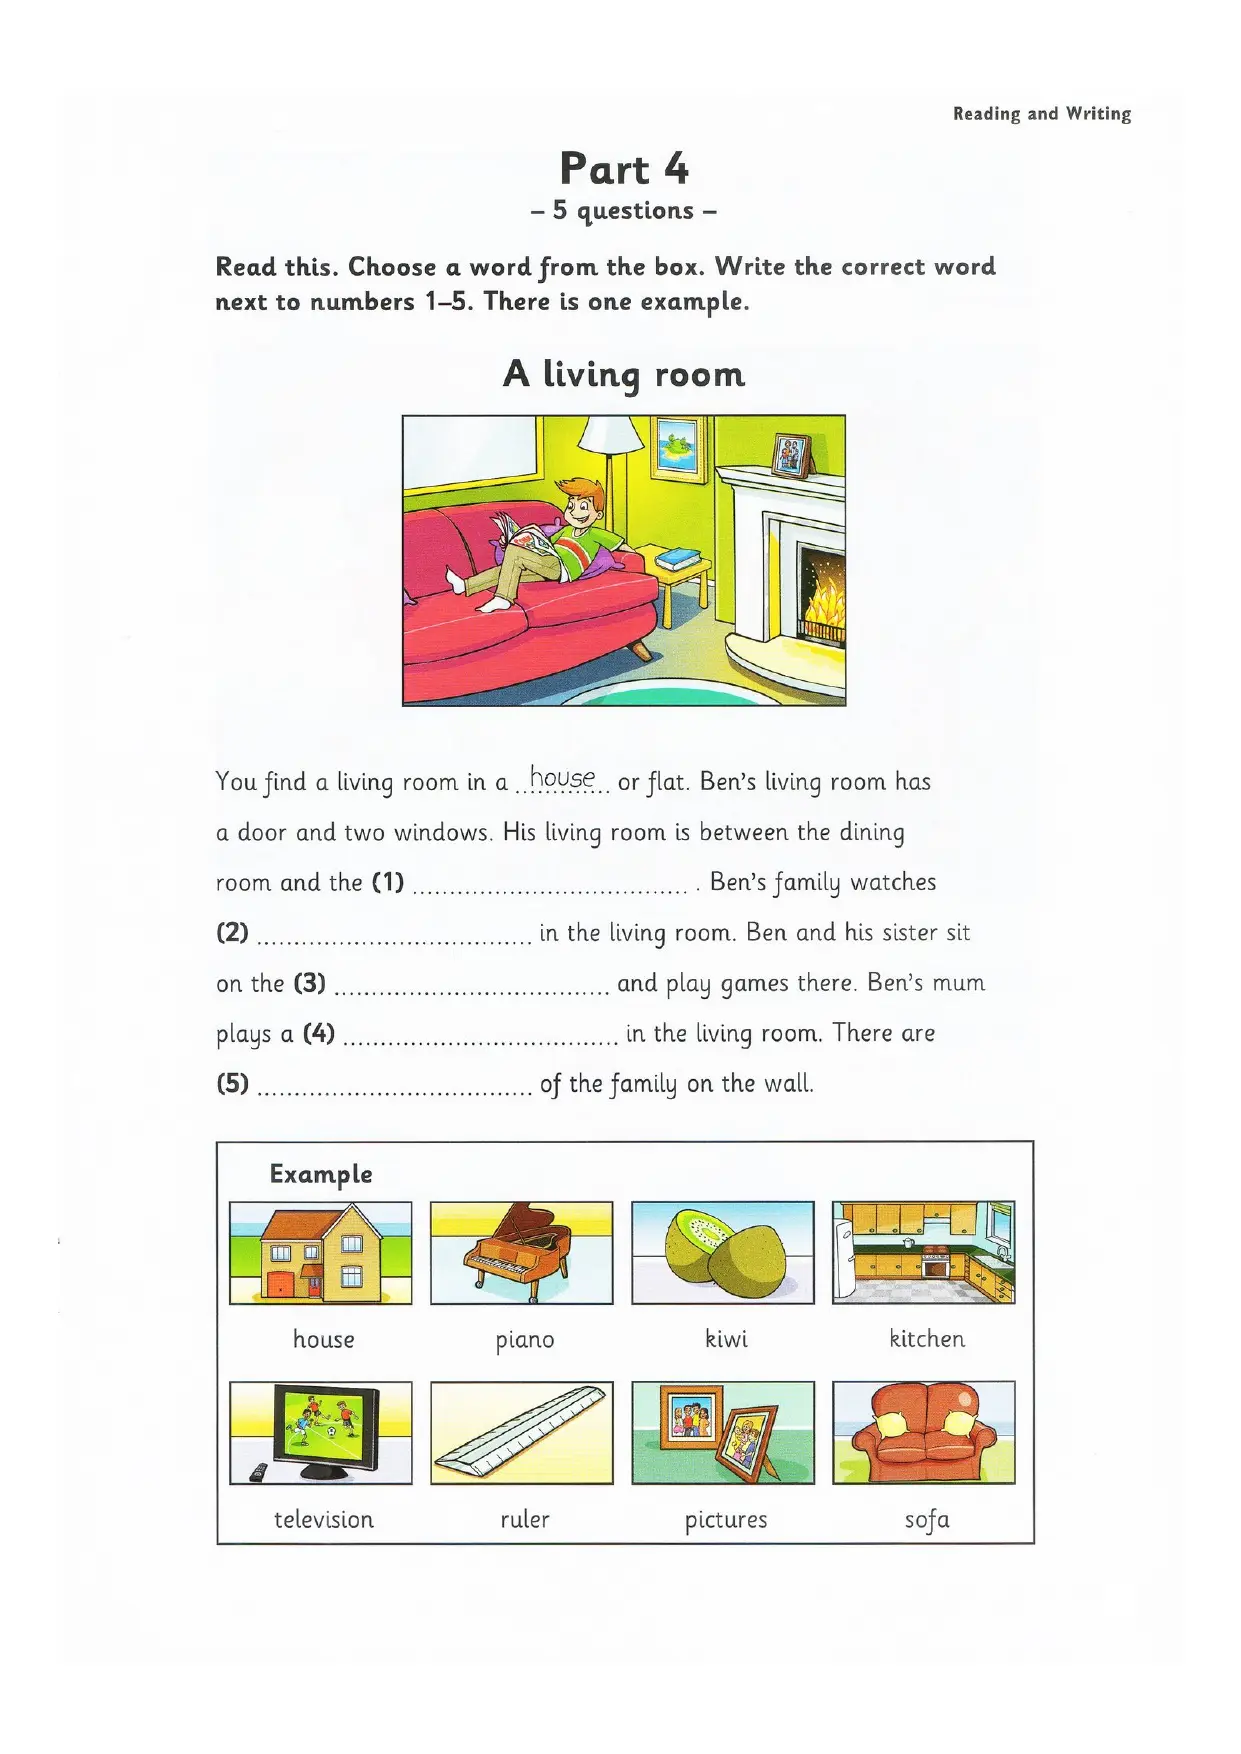 Reading and Writing
Part 4
– 5 questions –
Read this. Choose a word from the box. Write the correct word
next to numbers 1–5. There is one example.
A living room
You find a living room in a house or flat. Ben's living room has
a door and two windows. His living room is between the dining
room and the (1) ..................................... . Ben's family watches
(2) ..................................... in the living room. Ben and his sister sit
on the (3) ..................................... and play games there. Ben's mum
plays a (4) ..................................... in the living room. There are
(5) ..................................... of the family on the wall.
Example
house piano kiwi kitchen
television ruler pictures sofa